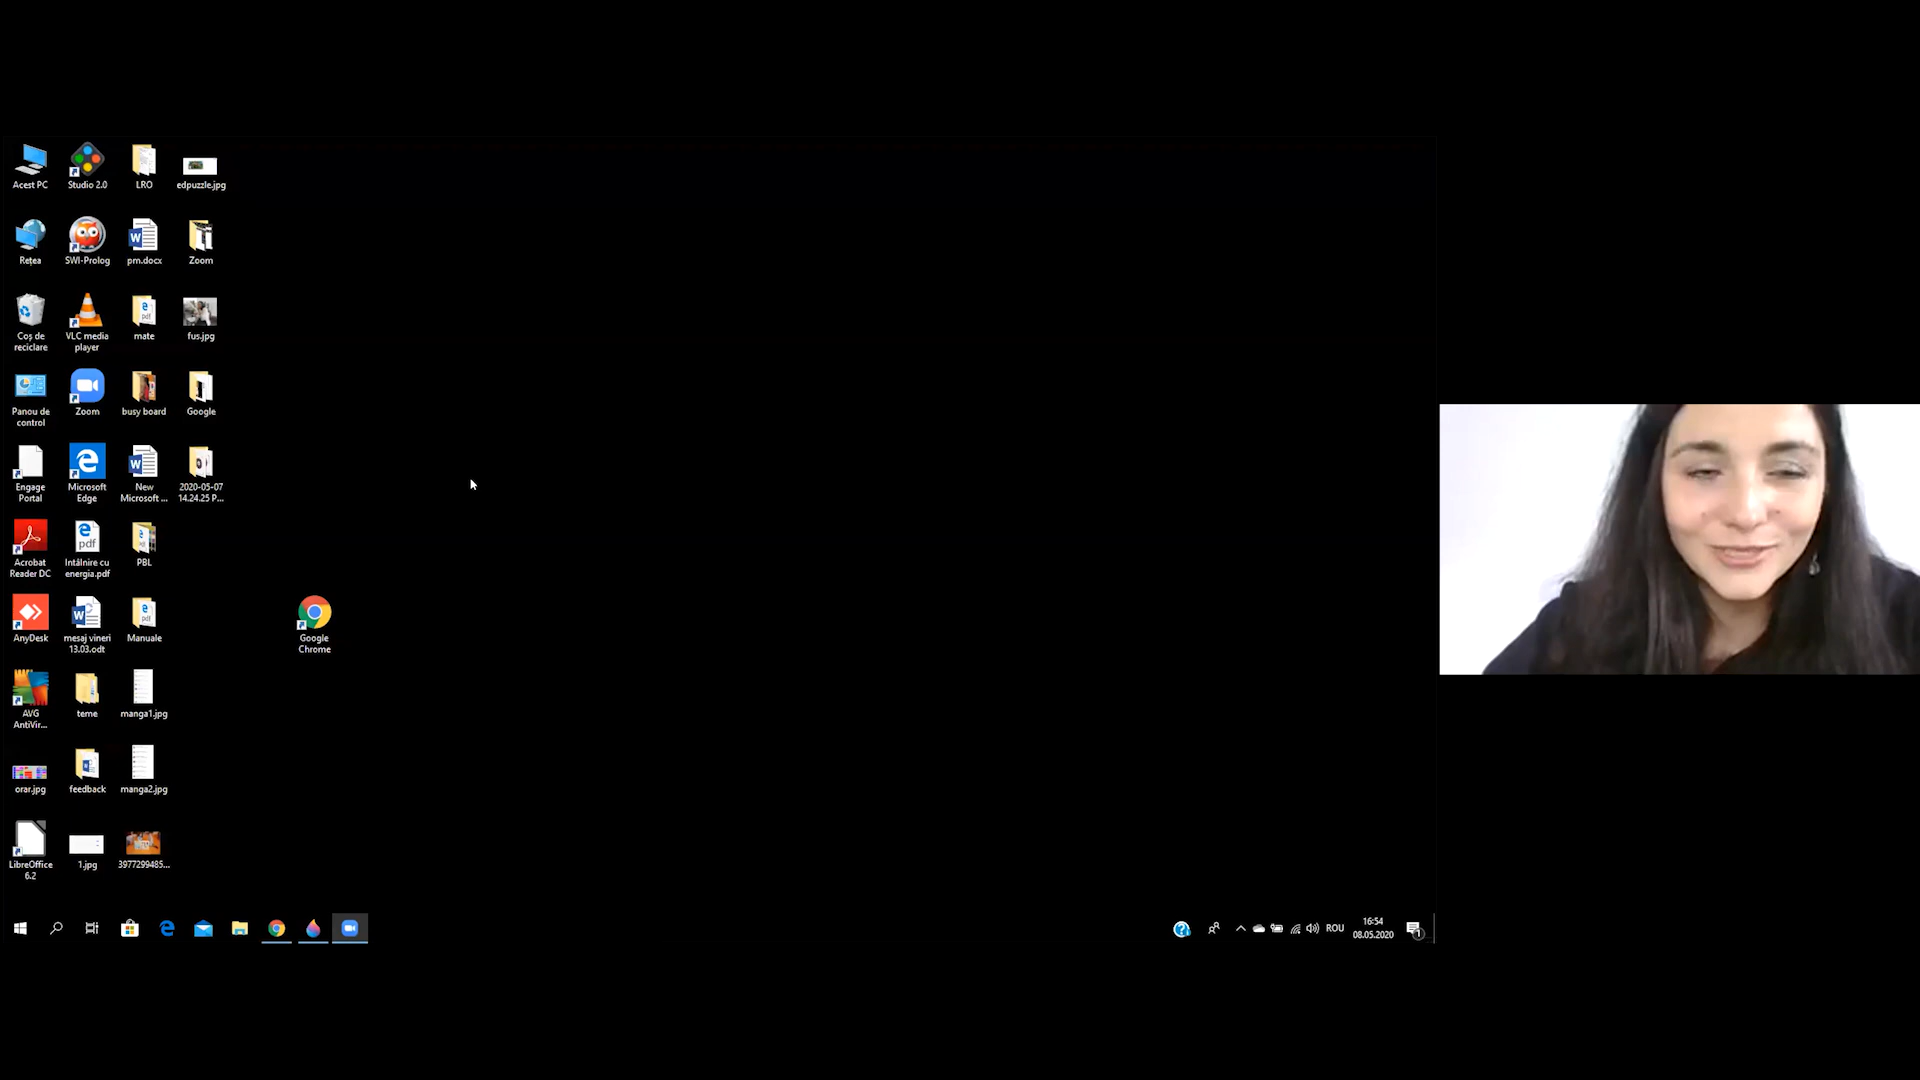 Acest PC
Studio 2.0
LRO
edpuzzle.jpg
Rețea
SWI-Prolog
pm.docx
Zoom
Coș de
reciclare
VLC media
player
mate
fus.jpg
Panou de
control
Zoom
busy board
Google
Engage
Portal
Microsoft
Edge
New
Microsoft ...
2020-05-07
14.24.25 P...
Acrobat
Reader DC
Intâlnire cu
energia.pdf
PBL
AnyDesk
mesaj vineri
13.03.odt
Manuale
Google
Chrome
AVG
AntiVir...
teme
manga1.jpg
orar.jpg
feedback
manga2.jpg
LibreOffice
6.2
1.jpg
3977299485...
ROU
16:54
08.05.2020